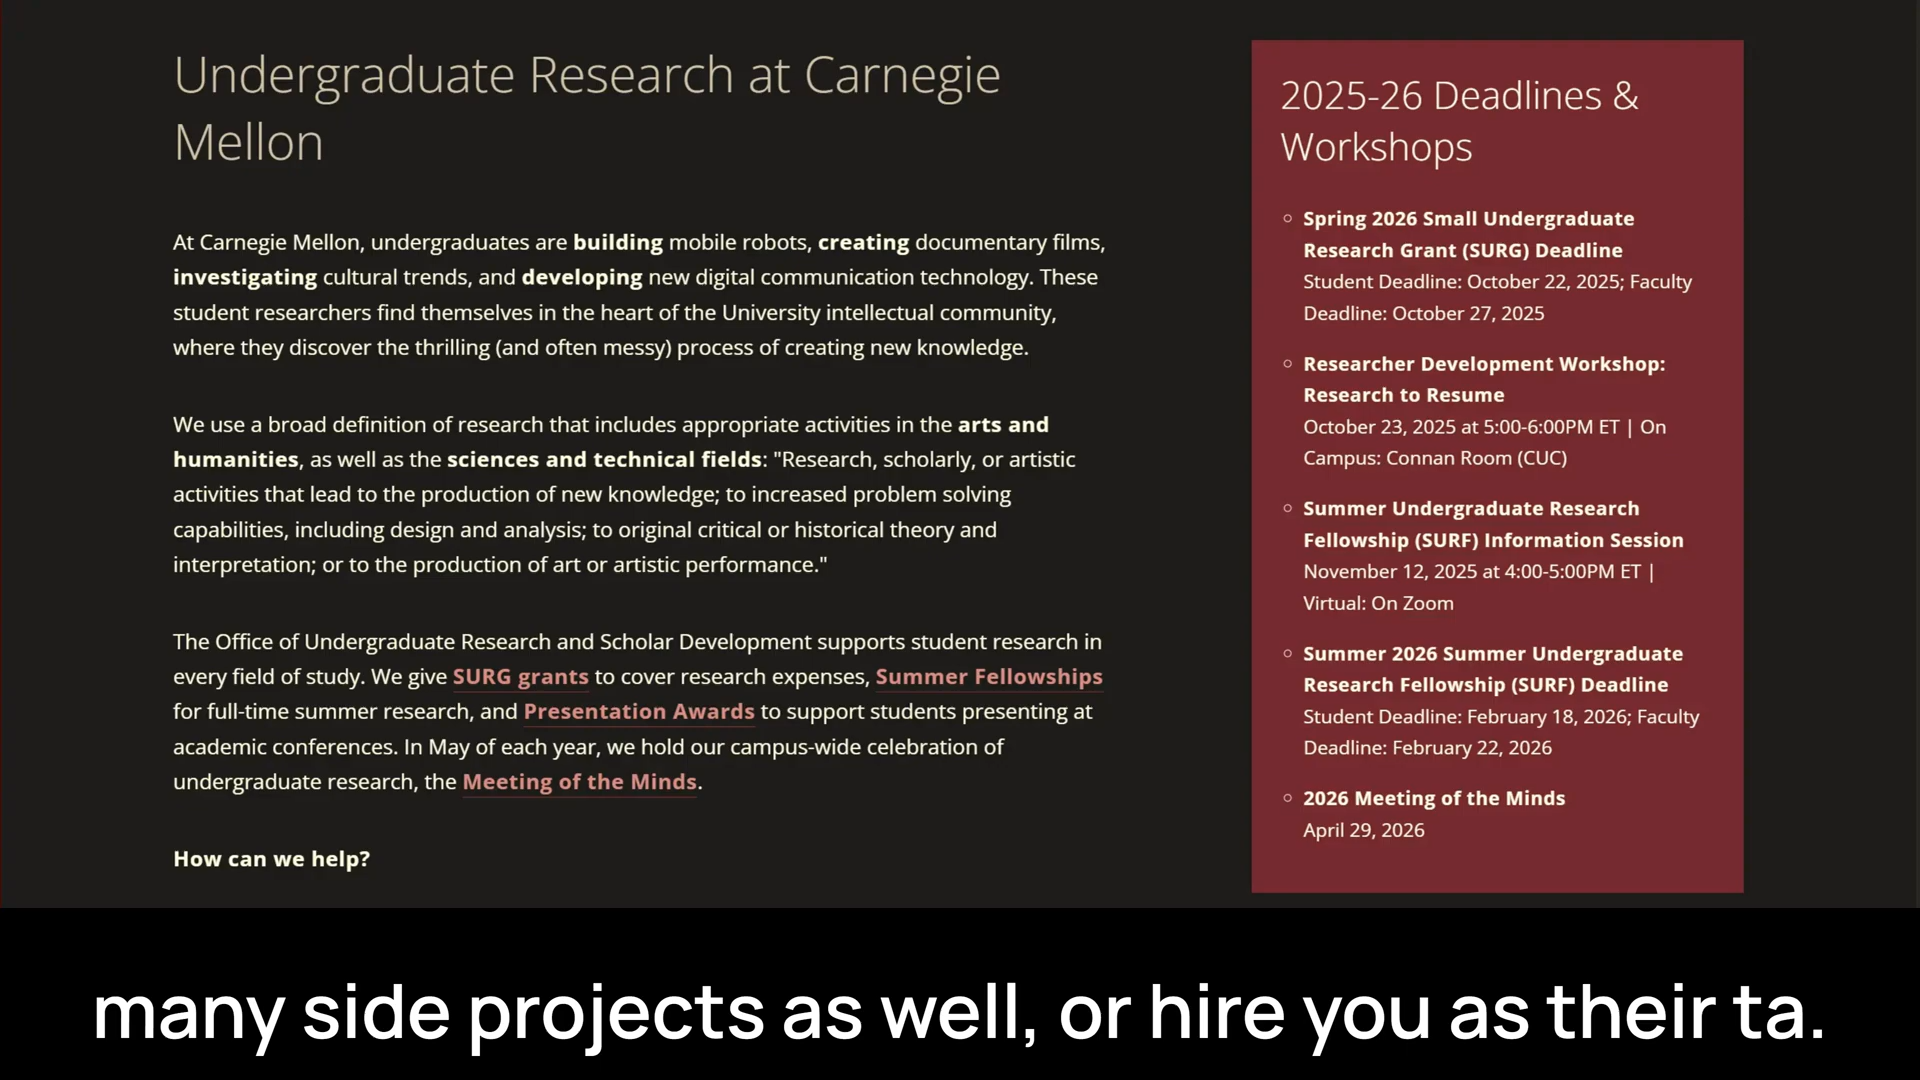 Undergraduate Research at Carnegie
Mellon
At Carnegie Mellon, undergraduates are building mobile robots, creating documentary films,
investigating cultural trends, and developing new digital communication technology. These
student researchers find themselves in the heart of the University intellectual community,
where they discover the thrilling (and often messy) process of creating new knowledge.
We use a broad definition of research that includes appropriate activities in the arts and
humanities, as well as the sciences and technical fields: "Research, scholarly, or artistic
activities that lead to the production of new knowledge; to increased problem solving
capabilities, including design and analysis; to original critical or historical theory and
interpretation; or to the production of art or artistic performance."
The Office of Undergraduate Research and Scholar Development supports student research in
every field of study. We give SURG grants to cover research expenses, Summer Fellowships
for full-time summer research, and Presentation Awards to support students presenting at
academic conferences. In May of each year, we hold our campus-wide celebration of
undergraduate research, the Meeting of the Minds.
How can we help?
2025-26 Deadlines &
Workshops
Spring 2026 Small Undergraduate
Research Grant (SURG) Deadline
Student Deadline: October 22, 2025; Faculty
Deadline: October 27, 2025
Researcher Development Workshop:
Research to Resume
October 23, 2025 at 5:00-6:00PM ET | On
Campus: Connan Room (CUC)
Summer Undergraduate Research
Fellowship (SURF) Information Session
November 12, 2025 at 4:00-5:00PM ET |
Virtual: On Zoom
Summer 2026 Summer Undergraduate
Research Fellowship (SURF) Deadline
Student Deadline: February 18, 2026; Faculty
Deadline: February 22, 2026
2026 Meeting of the Minds
April 29, 2026
many side projects as well, or hire you as their ta.